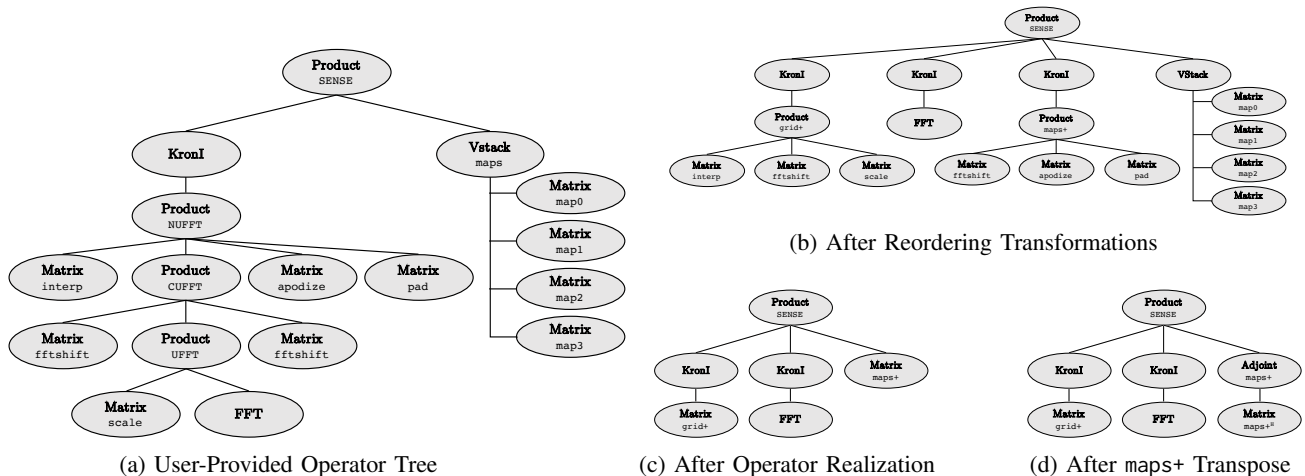 Product
SENSE
KronI
Vstack
maps
Product
NUFFT
Matrix
map0
Matrix
map1
Matrix
map2
Matrix
map3
Matrix
interp
Product
CUFFT
Matrix
apodize
Matrix
pad
Matrix
fftshift
Product
UFFT
Matrix
fftshift
Matrix
scale
FFT
(a) User-Provided Operator Tree
Product
SENSE
KronI
KronI
KronI
VStack
Product
grid+
FFT
Product
maps+
Matrix
map0
Matrix
map1
Matrix
map2
Matrix
map3
Matrix
interp
Matrix
fftshift
Matrix
scale
Matrix
fftshift
Matrix
apodize
Matrix
pad
(b) After Reordering Transformations
Product
SENSE
KronI
KronI
Matrix
maps+
Matrix
grid+
FFT
(c) After Operator Realization
Product
SENSE
KronI
KronI
Adjoint
maps+
Matrix
grid+
FFT
Matrix
maps+ᴴ
(d) After maps+ Transpose